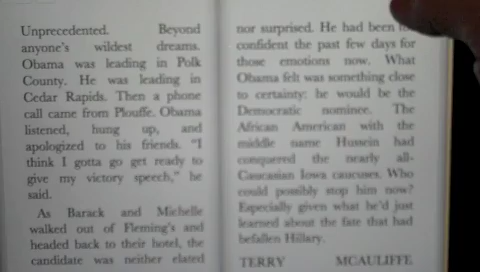 Unprecedented. Beyond
anyone's wildest dreams.
Obama was leading in Polk
County. He was leading in
Cedar Rapids. Then a phone
call came from Plouffe. Obama
listened, hung up, and
apologized to his friends. "I
think I gotta go get ready to
give my victory speech," he
said.
As Barack and Michelle
walked out of Fleming's and
headed back to their hotel, the
candidate was neither elated
nor surprised. He had been
confident the past few days for
those emotions now. What
Obama felt was something close
to certainty: he would be the
Democratic nominee. The
African American with the
middle name Hussein had
conquered the nearly all-
Caucasian Iowa caucuses. Who
could possibly stop him now?
Especially given what he'd just
learned about the fate that had
befallen Hillary.
TERRY MCAULIFFE